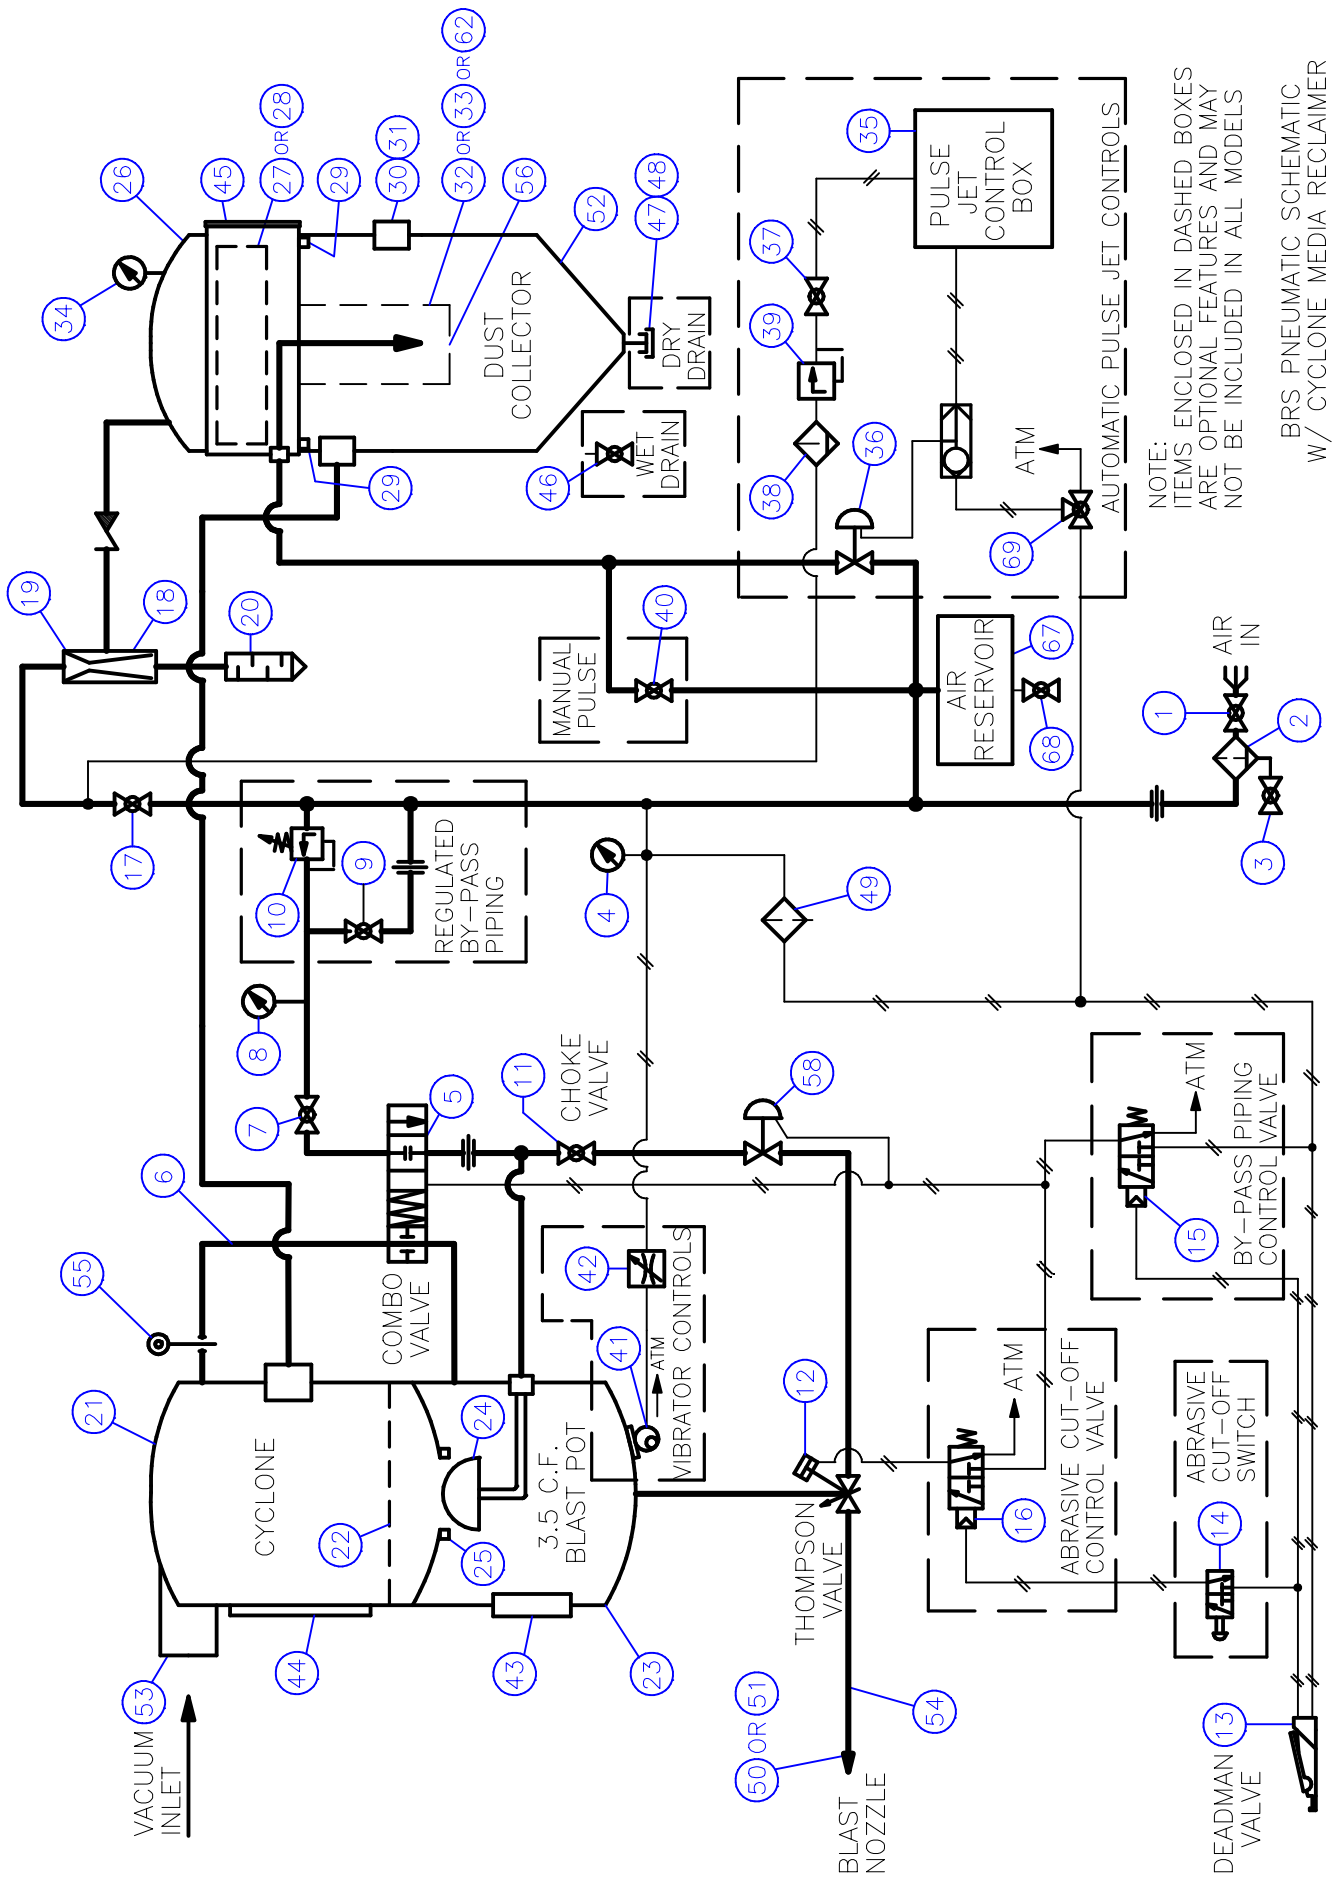 VACUUM
INLET
53
44
21
55
CYCLONE
22
6
COMBO
VALVE
5
7
8
24
25
3.5 C.F.
BLAST POT
43
23
11
CHOKE
VALVE
42
41
ATM
VIBRATOR CONTROLS
58
12
THOMPSON
VALVE
50 OR 51
BLAST
NOZZLE
54
16
ATM
ABRASIVE CUT-OFF
CONTROL VALVE
15
ATM
BY-PASS PIPING
CONTROL VALVE
14
ABRASIVE
CUT-OFF
SWITCH
DEADMAN
VALVE
13
19
18
20
17
10
9
REGULATED
BY-PASS
PIPING
4
49
MANUAL
PULSE
40
AIR
RESERVOIR
67
68
1
2
3
AIR
IN
34
26
45
27 OR 28
29
30 31
32 OR 33 OR 62
56
52
47 48
DUST
COLLECTOR
29
DRY
DRAIN
WET
DRAIN
46
35
PULSE
JET
CONTROL
BOX
37
39
38
36
69
ATM
AUTOMATIC PULSE JET CONTROLS
NOTE:
ITEMS ENCLOSED IN DASHED BOXES
ARE OPTIONAL FEATURES AND MAY
NOT BE INCLUDED IN ALL MODELS
BRS PNEUMATIC SCHEMATIC
W/ CYCLONE MEDIA RECLAIMER